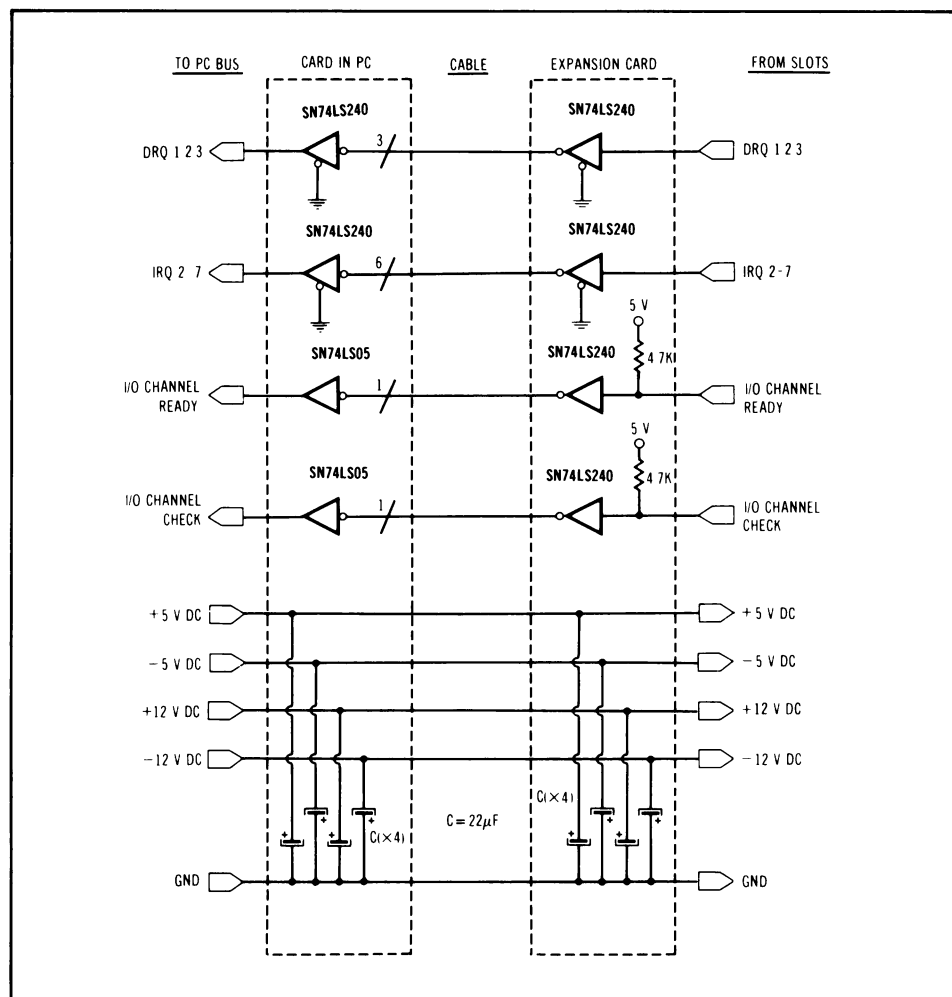 TO PC BUS CARD IN PC CABLE EXPANSION CARD FROM SLOTS
SN74LS240 SN74LS240
DRQ 1 2 3 3 DRQ 1 2 3
SN74LS240 SN74LS240
IRQ 2 7 6 IRQ 2-7
5 V
SN74LS05 SN74LS240 4 7K
I/O CHANNEL 1 I/O CHANNEL
READY READY
5 V
SN74LS05 SN74LS240 4 7K
I/O CHANNEL 1 I/O CHANNEL
CHECK CHECK
+5 V DC +5 V DC
−5 V DC −5 V DC
+12 V DC +12 V DC
−12 V DC −12 V DC
C(×4)
+ + + +
C(×4) C=22μF
+ + + +
GND GND